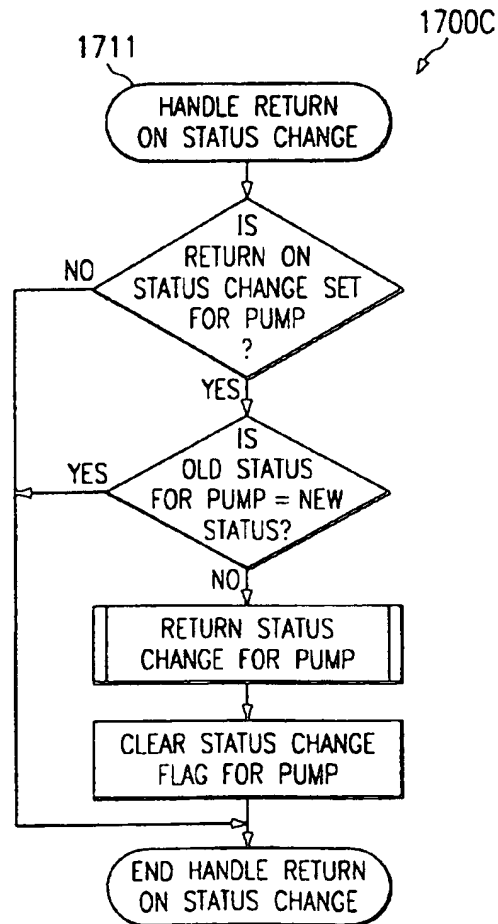 1700C
1711
HANDLE RETURN
ON STATUS CHANGE
IS
RETURN ON
STATUS CHANGE SET
FOR PUMP
?
NO
YES
IS
OLD STATUS
FOR PUMP = NEW
STATUS?
YES
NO
RETURN STATUS
CHANGE FOR PUMP
CLEAR STATUS CHANGE
FLAG FOR PUMP
END HANDLE RETURN
ON STATUS CHANGE